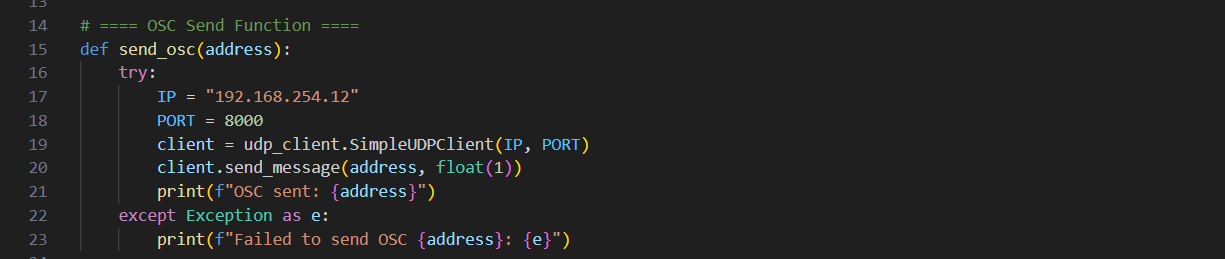 13
14 # ==== OSC Send Function ====
15 def send_osc(address):
16     try:
17         IP = "192.168.254.12"
18         PORT = 8000
19         client = udp_client.SimpleUDPClient(IP, PORT)
20         client.send_message(address, float(1))
21         print(f"OSC sent: {address}")
22     except Exception as e:
23         print(f"Failed to send OSC {address}: {e}")
24